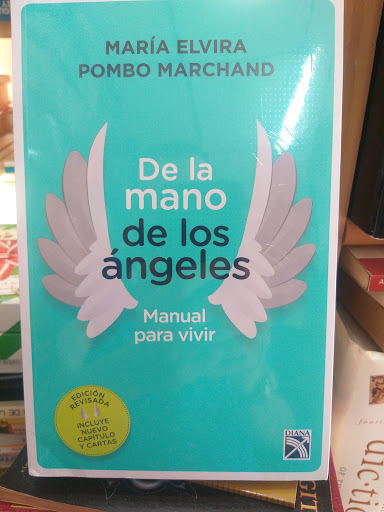 MARÍA ELVIRA
POMBO MARCHAND
De la
mano
de los
ángeles
Manual
para vivir
EDICIÓN
REVISADA
INCLUYE
NUEVO
CAPÍTULO
Y CARTAS
DIANA